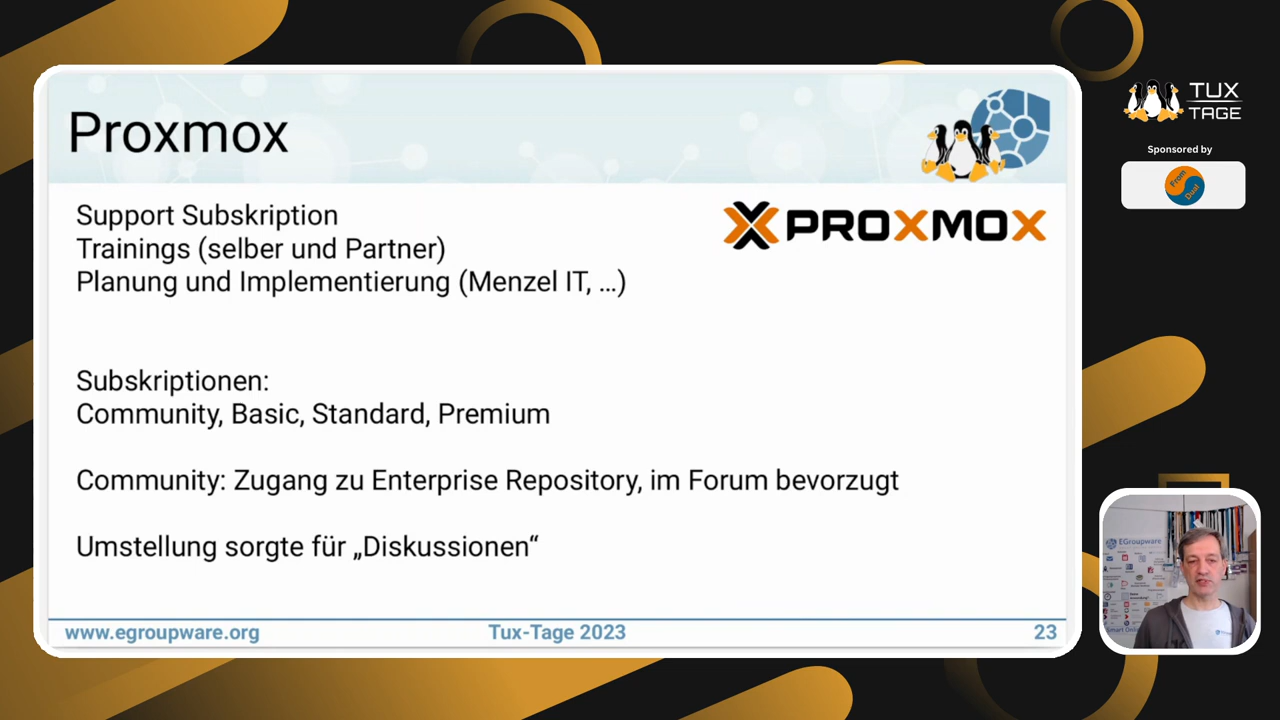 Proxmox
PROXMOX
Support Subskription
Trainings (selber und Partner)
Planung und Implementierung (Menzel IT, ...)
Subskriptionen:
Community, Basic, Standard, Premium
Community: Zugang zu Enterprise Repository, im Forum bevorzugt
Umstellung sorgte für „Diskussionen“
www.egroupware.org
Tux-Tage 2023
23
TUX
TAGE
Sponsored by
From
Dual
EGroupware